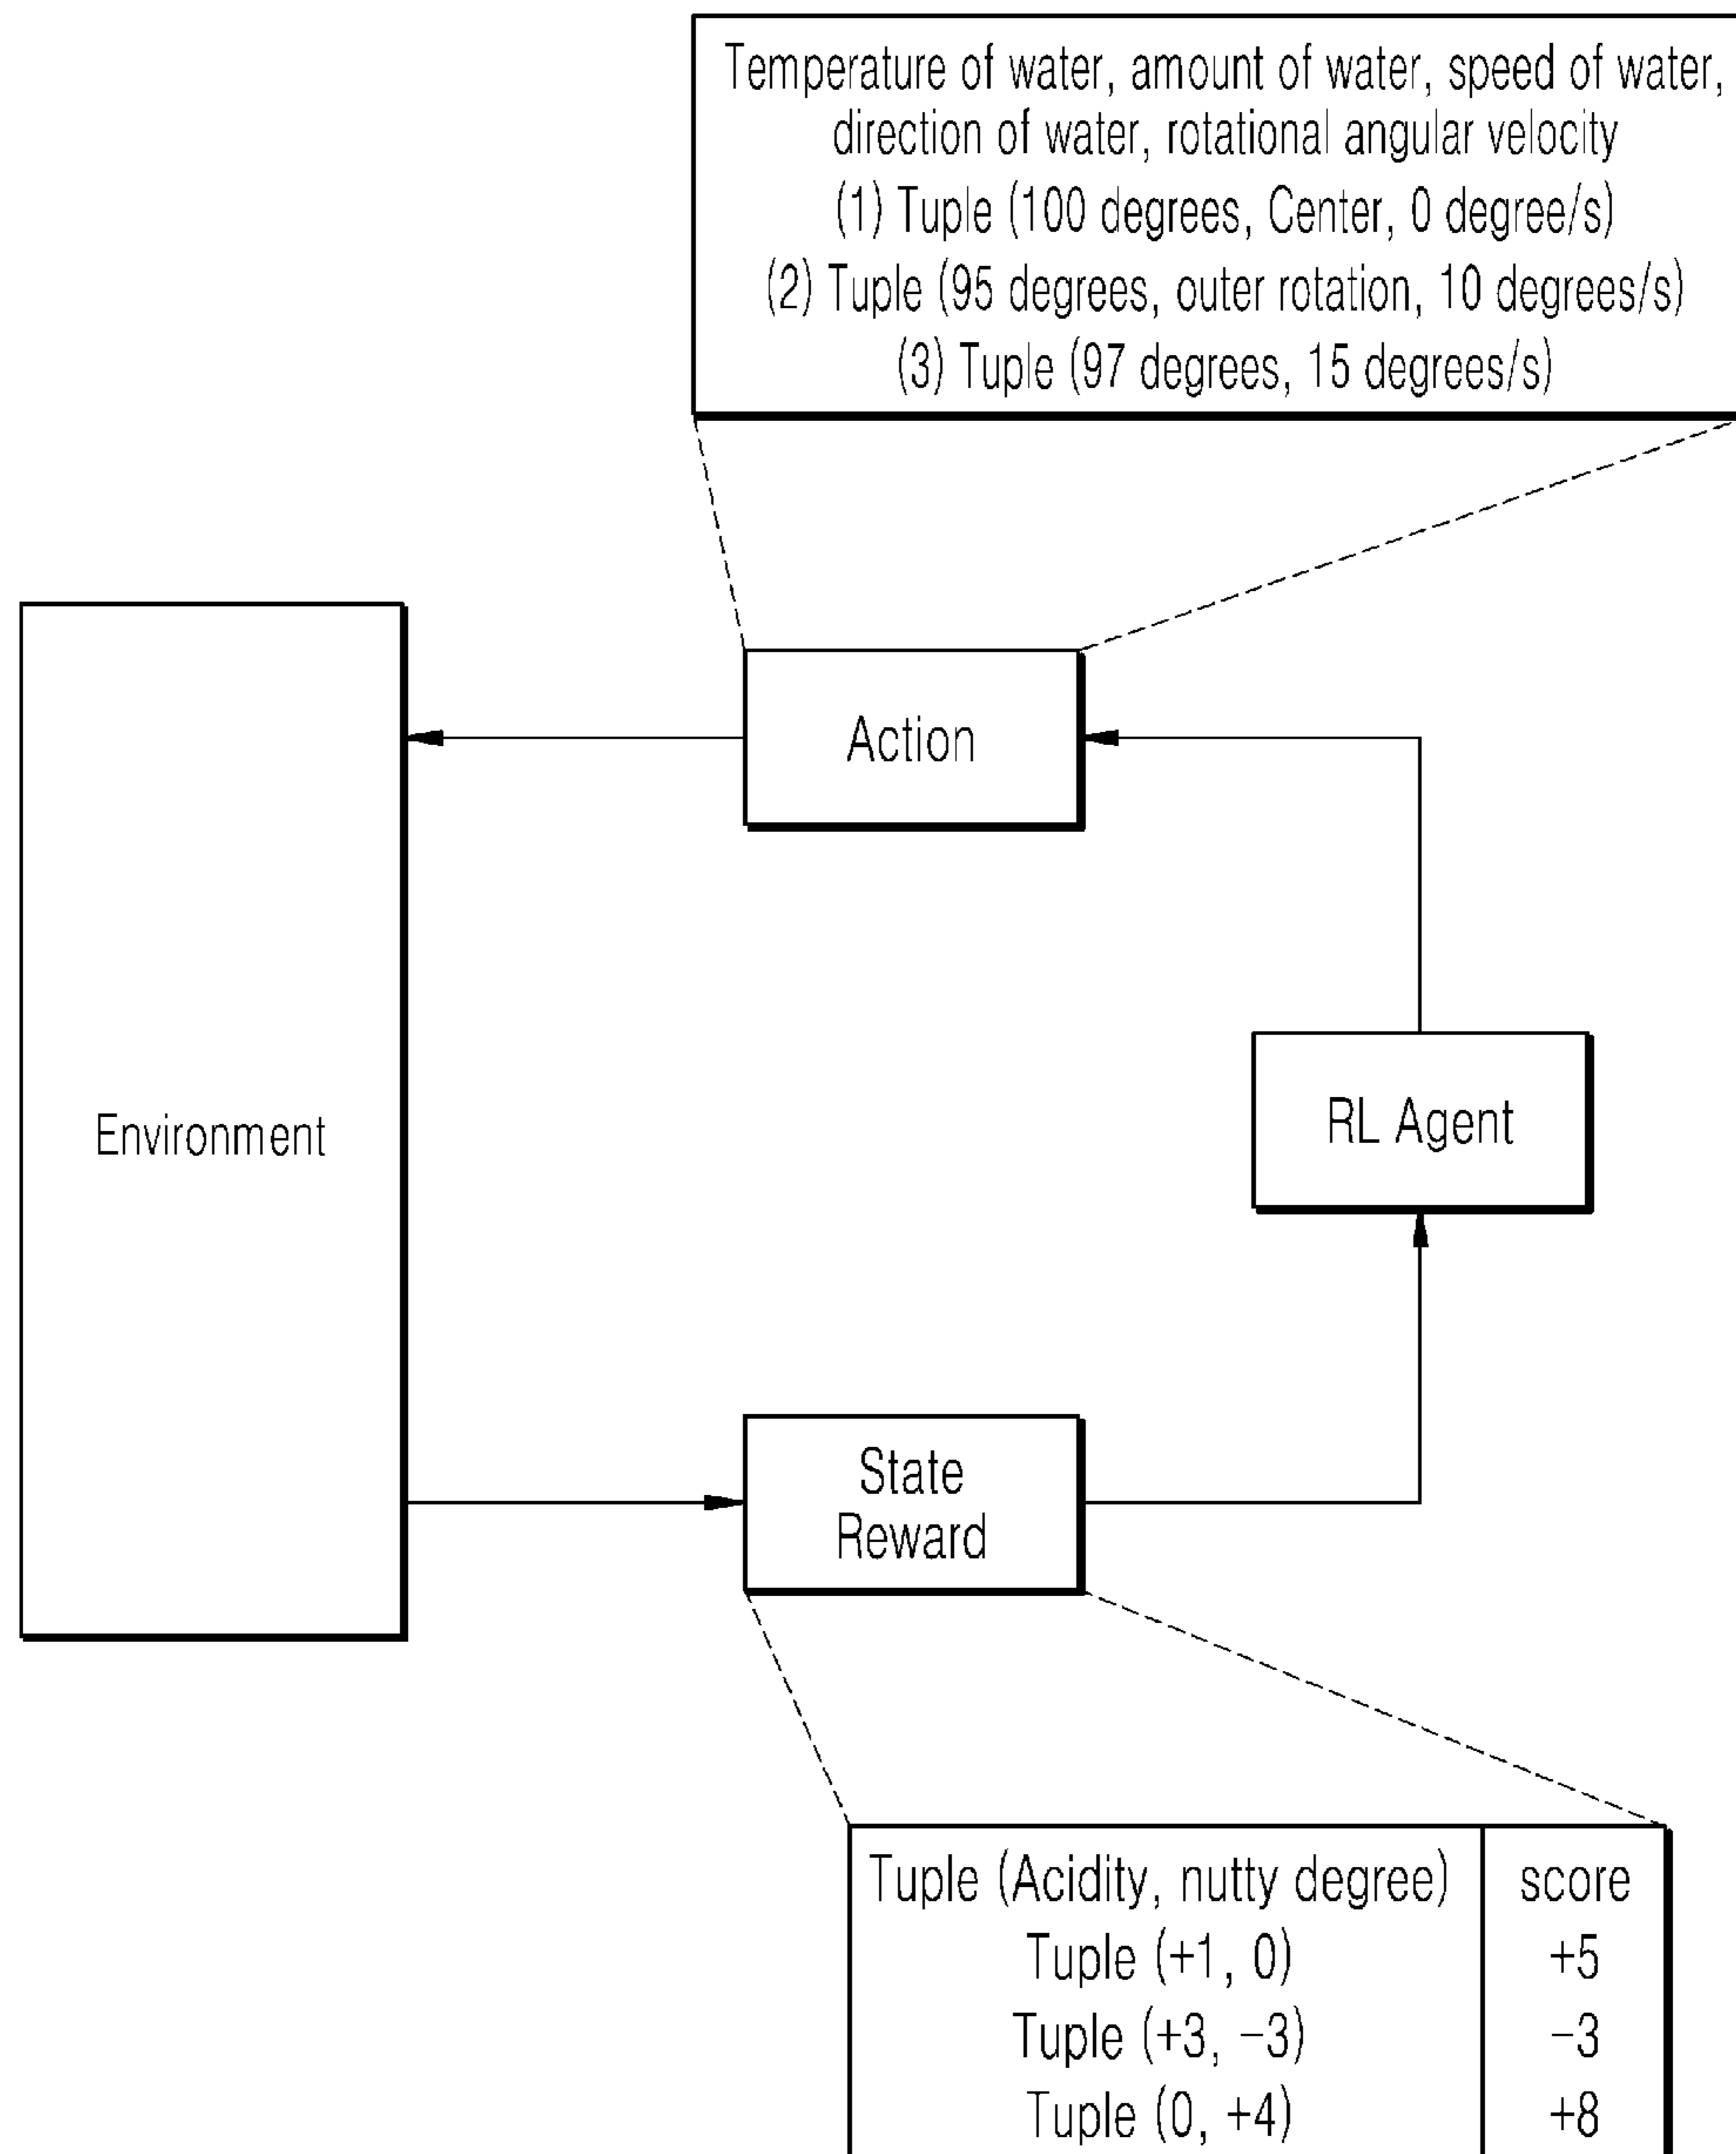 Temperature of water, amount of water, speed of water,
direction of water, rotational angular velocity
(1) Tuple (100 degrees, Center, 0 degree/s)
(2) Tuple (95 degrees, outer rotation, 10 degrees/s)
(3) Tuple (97 degrees, 15 degrees/s)
Action
Environment
RL Agent
State
Reward
Tuple (Acidity, nutty degree) score
Tuple (+1, 0) +5
Tuple (+3, −3) −3
Tuple (0, +4) +8